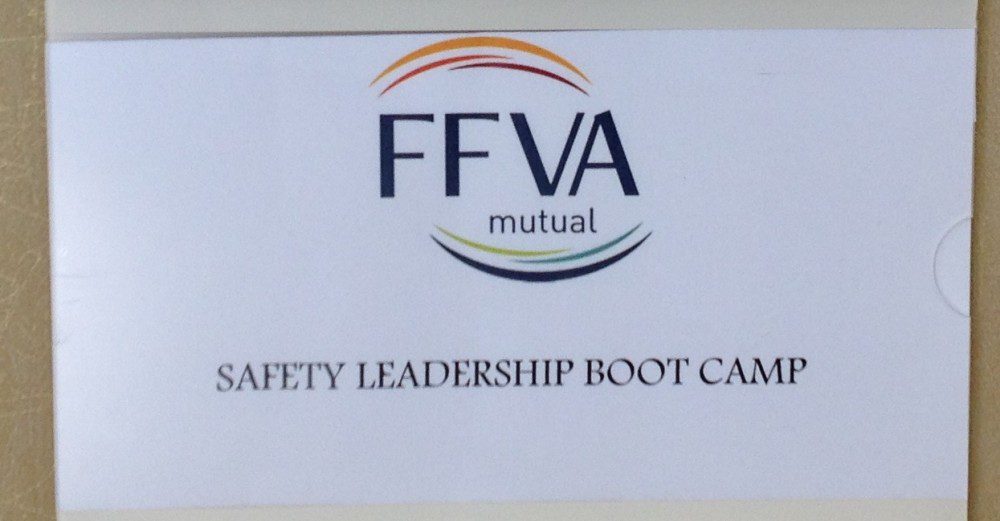 FFVA
mutual
SAFETY LEADERSHIP BOOT CAMP